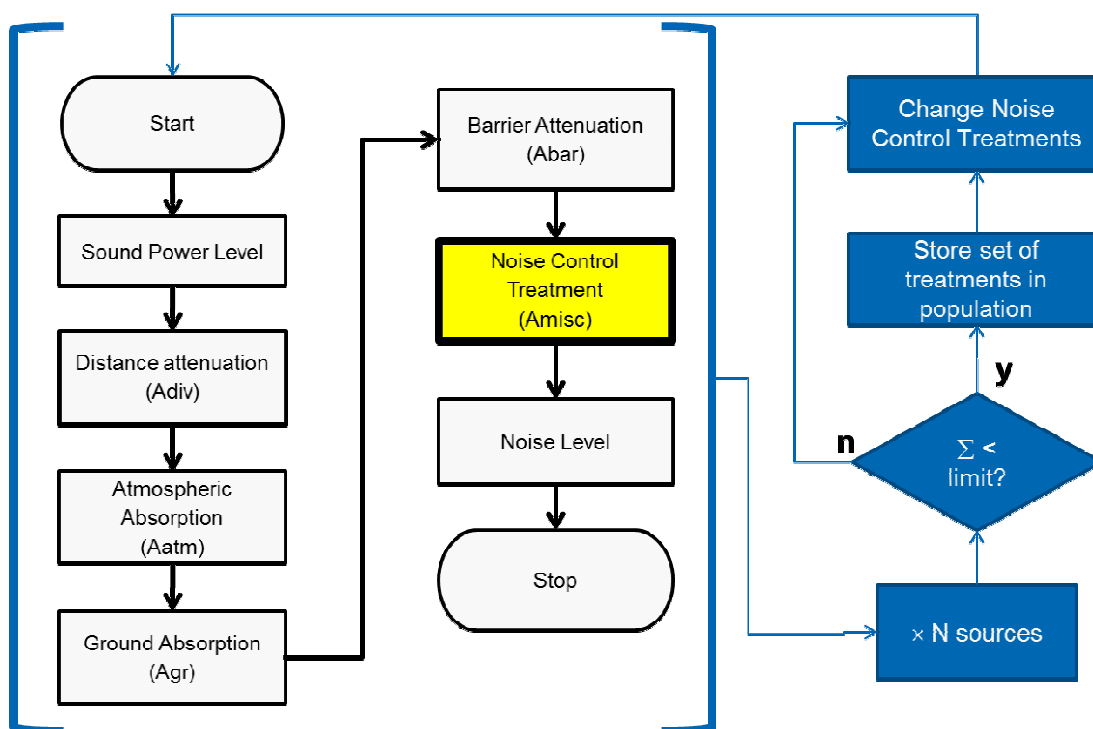 Start
Sound Power Level
Distance attenuation
(Adiv)
Atmospheric
Absorption
(Aatm)
Ground Absorption
(Agr)
Barrier Attenuation
(Abar)
Noise Control
Treatment
(Amisc)
Noise Level
Stop
Change Noise
Control Treatments
Store set of
treatments in
population
y
n
∑ <
limit?
× N sources